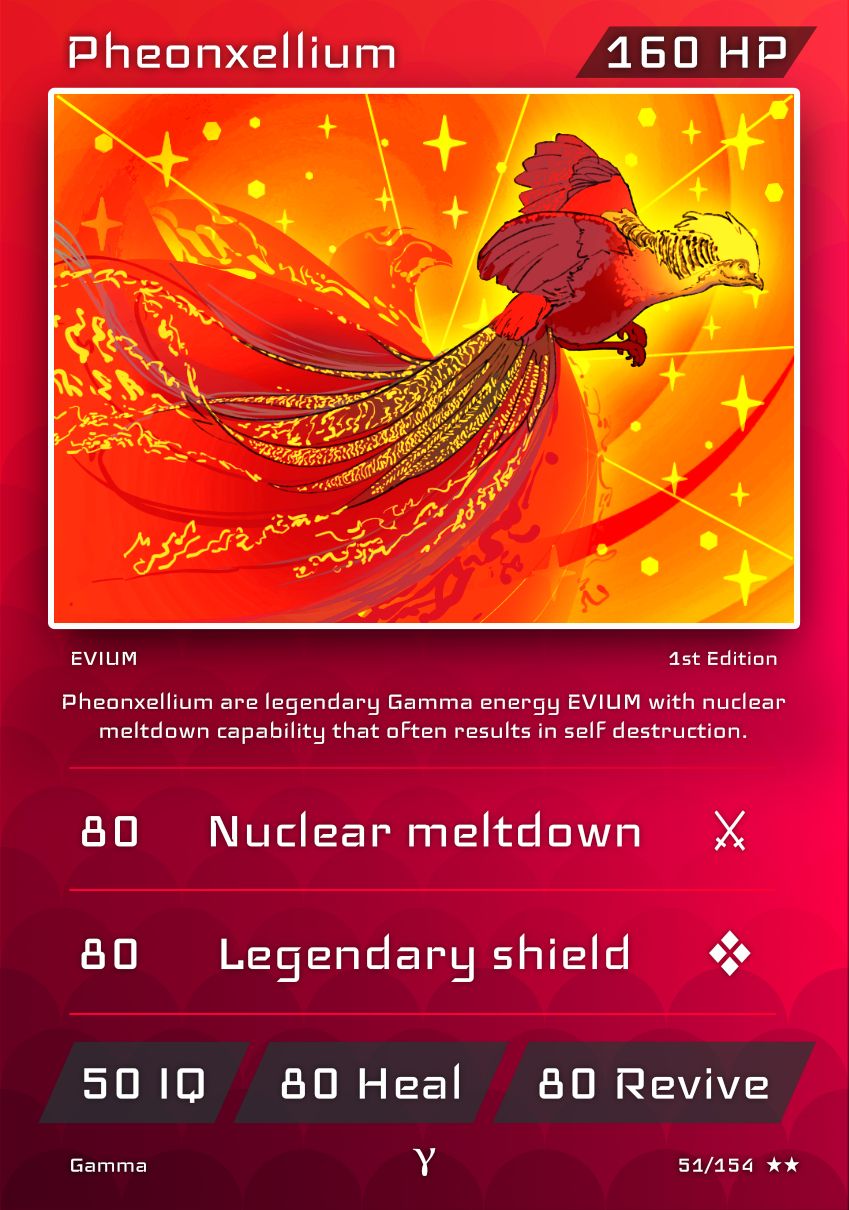 Pheonxellium 160 HP
EVIUM 1st Edition
Pheonxellium are legendary Gamma energy EVIUM with nuclear
meltdown capability that often results in self destruction.
80 Nuclear meltdown
80 Legendary shield
50 IQ 80 Heal 80 Revive
Gamma γ 51/154 ★★